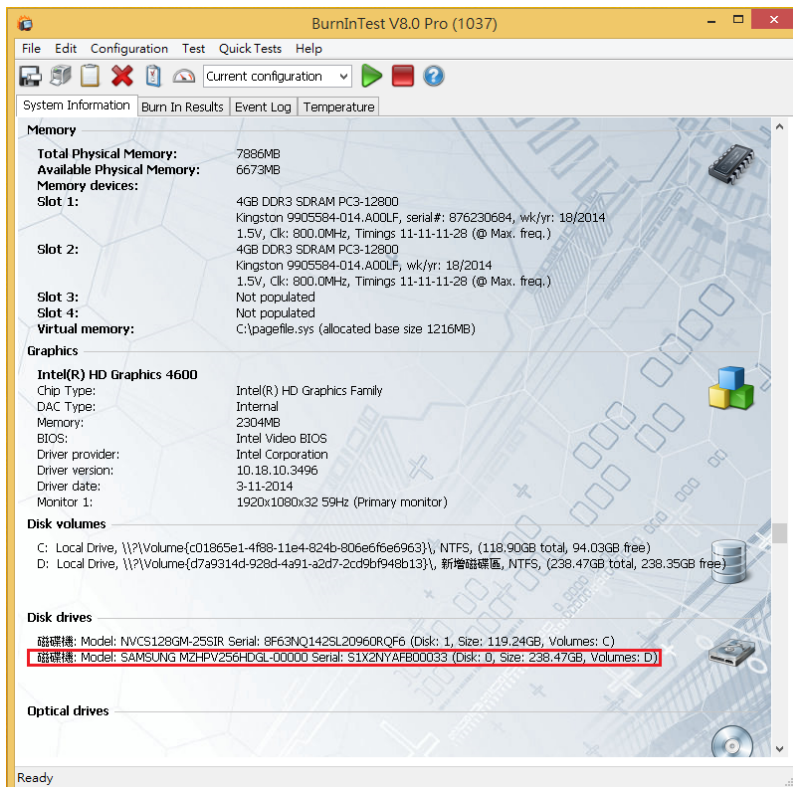 BurnInTest V8.0 Pro (1037)
File Edit Configuration Test Quick Tests Help
Current configuration
System Information Burn In Results Event Log Temperature
Memory
Total Physical Memory: 7886MB
Available Physical Memory: 6673MB
Memory devices:
Slot 1: 4GB DDR3 SDRAM PC3-12800
Kingston 9905584-014.A00LF, serial#: 876230684, wk/yr: 18/2014
1.5V, Clk: 800.0MHz, Timings 11-11-11-28 (@ Max. freq.)
Slot 2: 4GB DDR3 SDRAM PC3-12800
Kingston 9905584-014.A00LF, wk/yr: 18/2014
1.5V, Clk: 800.0MHz, Timings 11-11-11-28 (@ Max. freq.)
Slot 3: Not populated
Slot 4: Not populated
Virtual memory: C:\pagefile.sys (allocated base size 1216MB)
Graphics
Intel(R) HD Graphics 4600
Chip Type: Intel(R) HD Graphics Family
DAC Type: Internal
Memory: 2304MB
BIOS: Intel Video BIOS
Driver provider: Intel Corporation
Driver version: 10.18.10.3496
Driver date: 3-11-2014
Monitor 1: 1920x1080x32 59Hz (Primary monitor)
Disk volumes
C: Local Drive, \\?\Volume{c01865e1-4f88-11e4-824b-806e6f6e6963}\, NTFS, (118.90GB total, 94.03GB free)
D: Local Drive, \\?\Volume{d7a9314d-928d-4a91-a2d7-2cd9bf948b13}\, 新增磁碟區, NTFS, (238.47GB total, 238.35GB free)
Disk drives
磁碟機: Model: NVCS128GM-25SIR Serial: 8F63NQ142SL20960RQF6 (Disk: 1, Size: 119.24GB, Volumes: C)
磁碟機: Model: SAMSUNG MZHPV256HDGL-00000 Serial: S1X2NYAFB00033 (Disk: 0, Size: 238.47GB, Volumes: D)
Optical drives
Ready